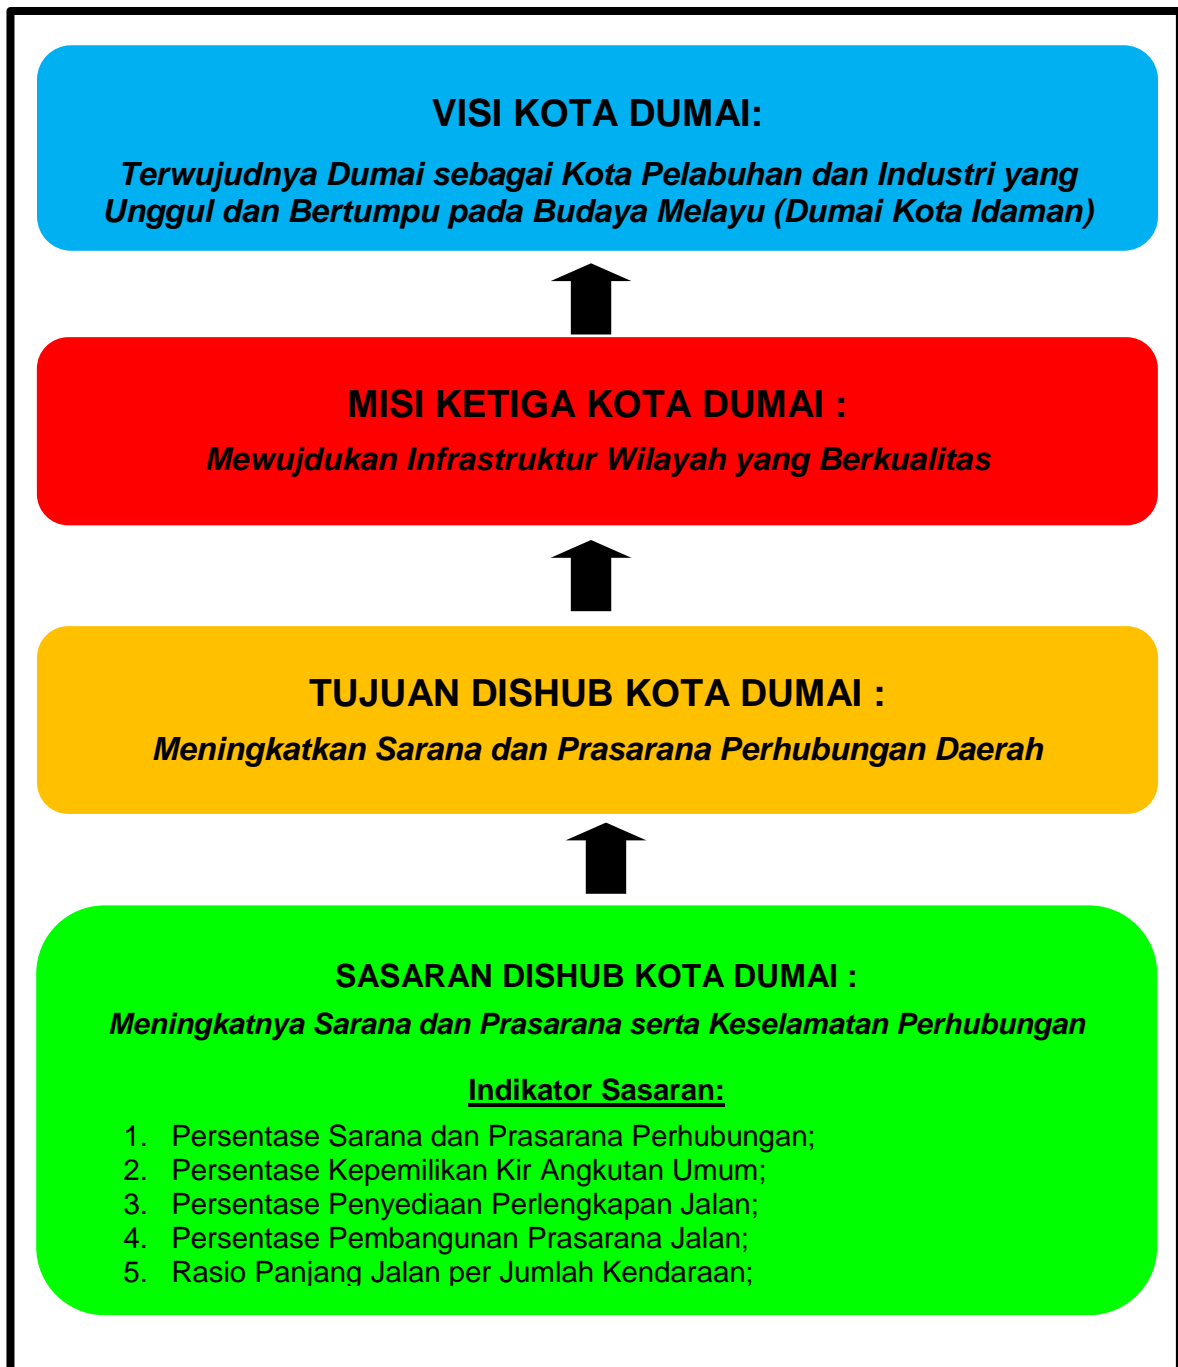 VISI KOTA DUMAI:
Terwujudnya Dumai sebagai Kota Pelabuhan dan Industri yang
Unggul dan Bertumpu pada Budaya Melayu (Dumai Kota Idaman)
MISI KETIGA KOTA DUMAI :
Mewujdukan Infrastruktur Wilayah yang Berkualitas
TUJUAN DISHUB KOTA DUMAI :
Meningkatkan Sarana dan Prasarana Perhubungan Daerah
SASARAN DISHUB KOTA DUMAI :
Meningkatnya Sarana dan Prasarana serta Keselamatan Perhubungan
Indikator Sasaran:
1. Persentase Sarana dan Prasarana Perhubungan;
2. Persentase Kepemilikan Kir Angkutan Umum;
3. Persentase Penyediaan Perlengkapan Jalan;
4. Persentase Pembangunan Prasarana Jalan;
5. Rasio Panjang Jalan per Jumlah Kendaraan;